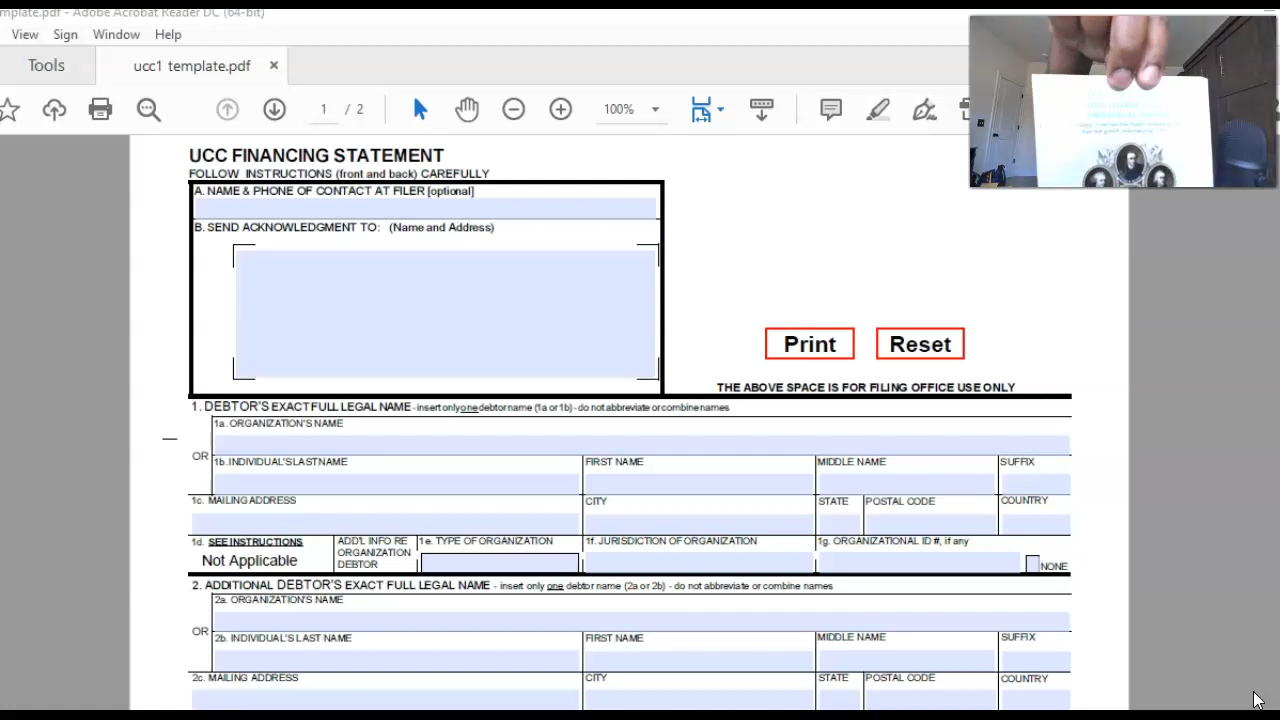 mplate.pdf - Adobe Acrobat Reader DC (64-bit)
View Sign Window Help
Tools ucc1 template.pdf ×
1 / 2 100%
UCC FINANCING STATEMENT
FOLLOW INSTRUCTIONS (front and back) CAREFULLY
A. NAME & PHONE OF CONTACT AT FILER [optional]
B. SEND ACKNOWLEDGMENT TO: (Name and Address)
Print Reset
THE ABOVE SPACE IS FOR FILING OFFICE USE ONLY
1. DEBTOR'S EXACT FULL LEGAL NAME - insert only one debtor name (1a or 1b) - do not abbreviate or combine names
1a. ORGANIZATION'S NAME
OR
1b. INDIVIDUAL'S LAST NAME FIRST NAME MIDDLE NAME SUFFIX
1c. MAILING ADDRESS CITY STATE POSTAL CODE COUNTRY
1d. SEE INSTRUCTIONS ADD'L INFO RE 1e. TYPE OF ORGANIZATION 1f. JURISDICTION OF ORGANIZATION 1g. ORGANIZATIONAL ID #, if any
Not Applicable ORGANIZATION
DEBTOR NONE
2. ADDITIONAL DEBTOR'S EXACT FULL LEGAL NAME - insert only one debtor name (2a or 2b) - do not abbreviate or combine names
2a. ORGANIZATION'S NAME
OR
2b. INDIVIDUAL'S LAST NAME FIRST NAME MIDDLE NAME SUFFIX
2c. MAILING ADDRESS CITY STATE POSTAL CODE COUNTRY